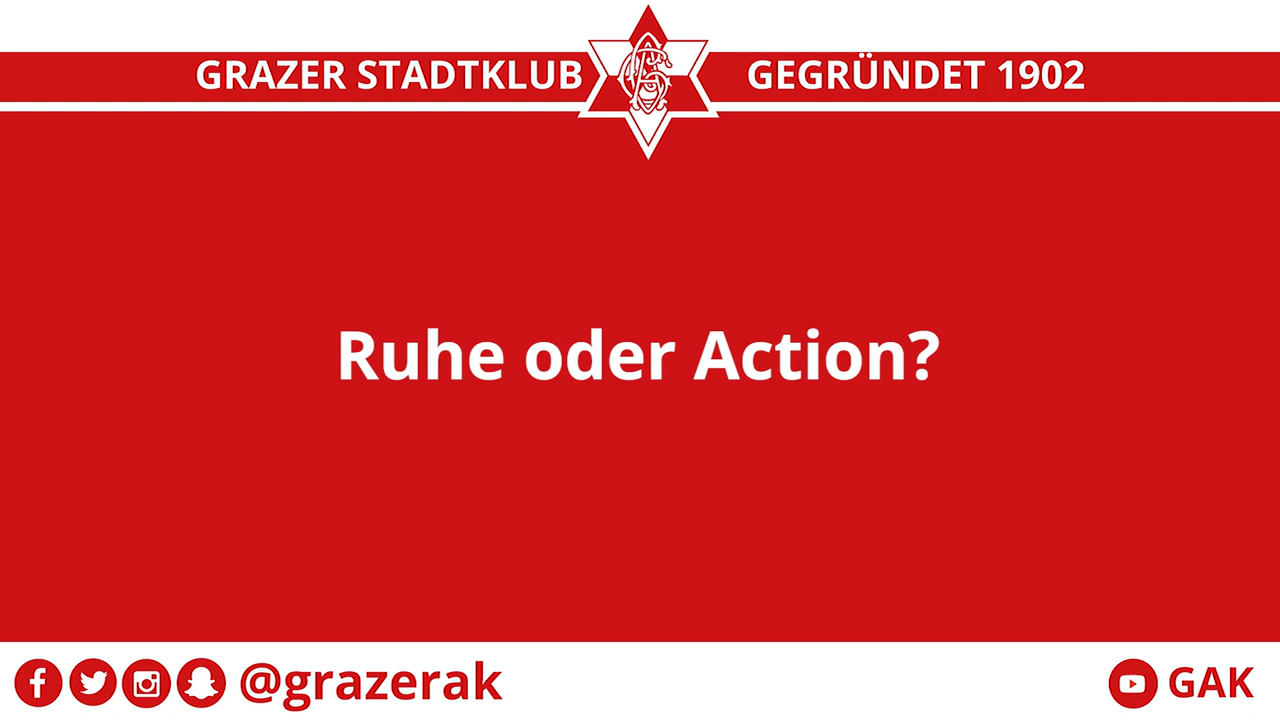 GRAZER STADTKLUB GEGRÜNDET 1902
Ruhe oder Action?
@grazerak GAK